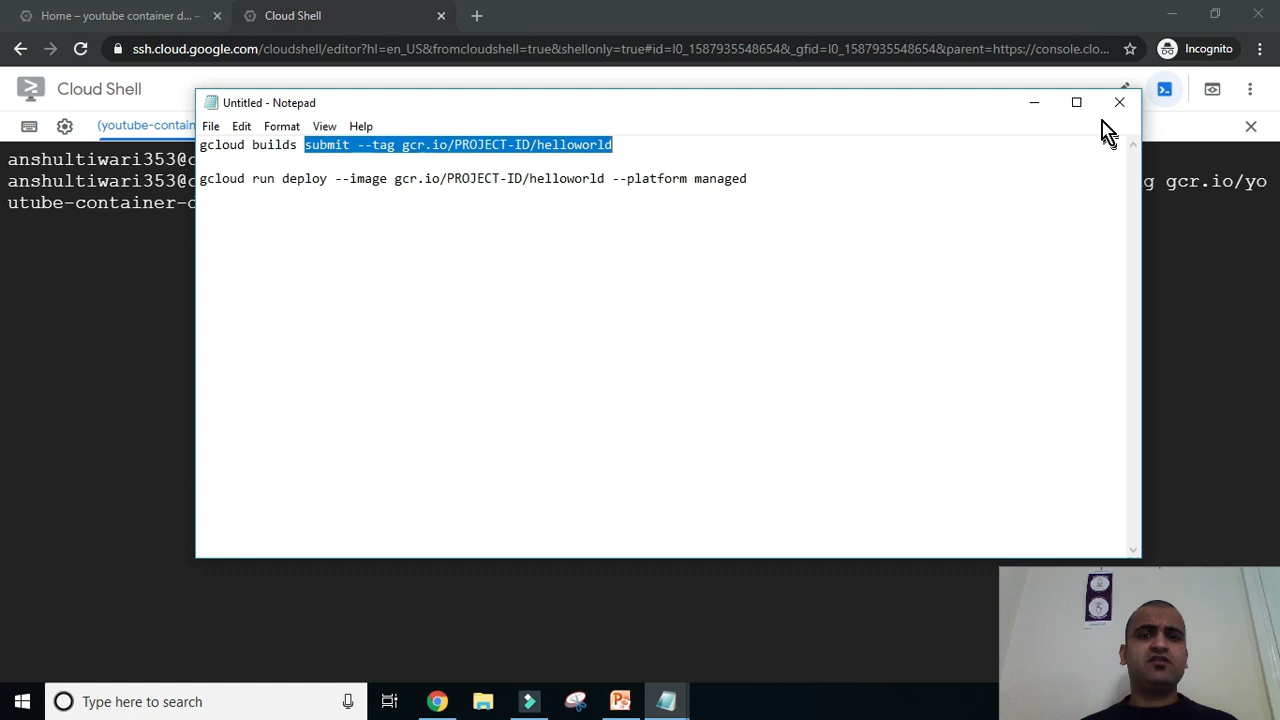 Home – youtube container d... –
Cloud Shell
ssh.cloud.google.com/cloudshell/editor?hl=en_US&fromcloudshell=true&shellonly=true#id=I0_1587935548654&_gfid=I0_1587935548654&parent=https://console.clo...
Incognito
Cloud Shell
Untitled - Notepad
(youtube-contain
File Edit Format View Help
gcloud builds submit --tag gcr.io/PROJECT-ID/helloworld
anshultiwari353@c
gcloud run deploy --image gcr.io/PROJECT-ID/helloworld --platform managed
anshultiwari353@c
g gcr.io/yo
utube-container-d
Type here to search